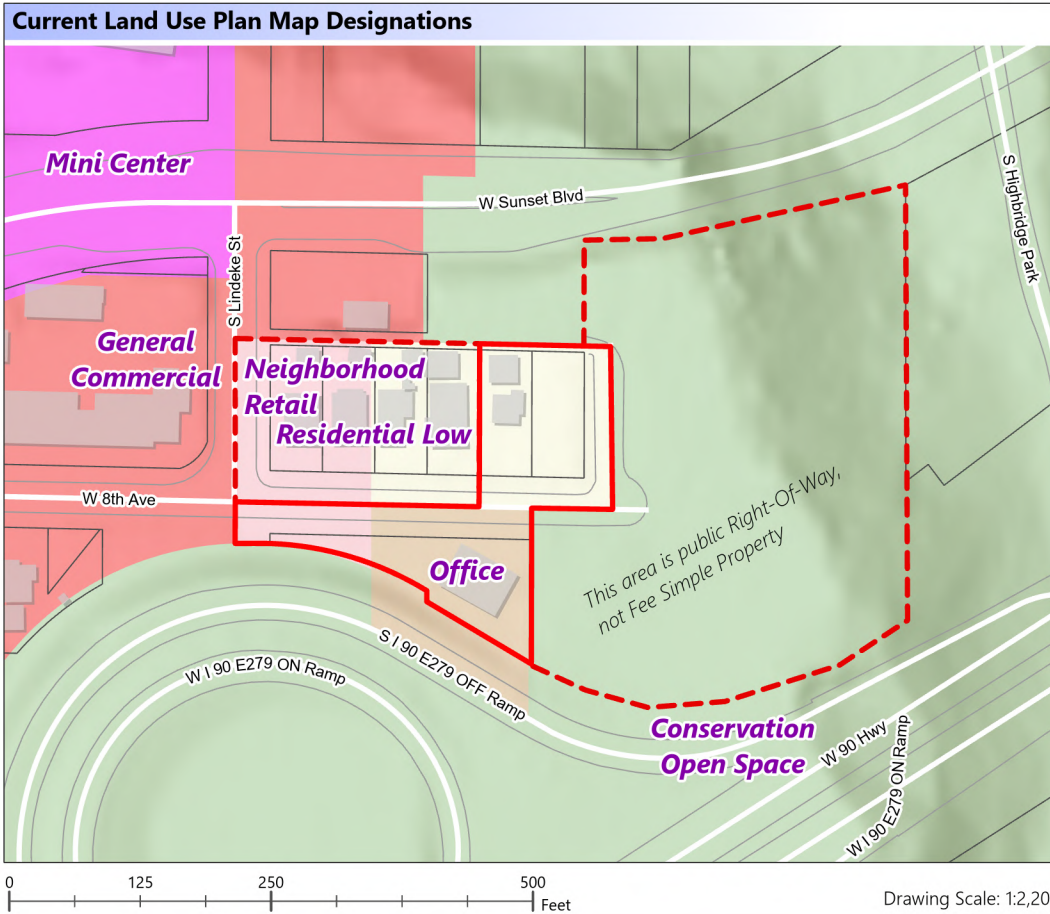 Current Land Use Plan Map Designations
Mini Center
W Sunset Blvd
S Highbridge Park
S Lindeke St
General
Commercial
Neighborhood
Retail
Residential Low
W 8th Ave
This area is public Right-Of-Way,
not Fee Simple Property
Office
S I 90 E279 OFF Ramp
W I 90 E279 ON Ramp
Conservation
Open Space
W 90 Hwy
W I 90 E279 ON Ramp
0 125 250 500
Feet
Drawing Scale: 1:2,20